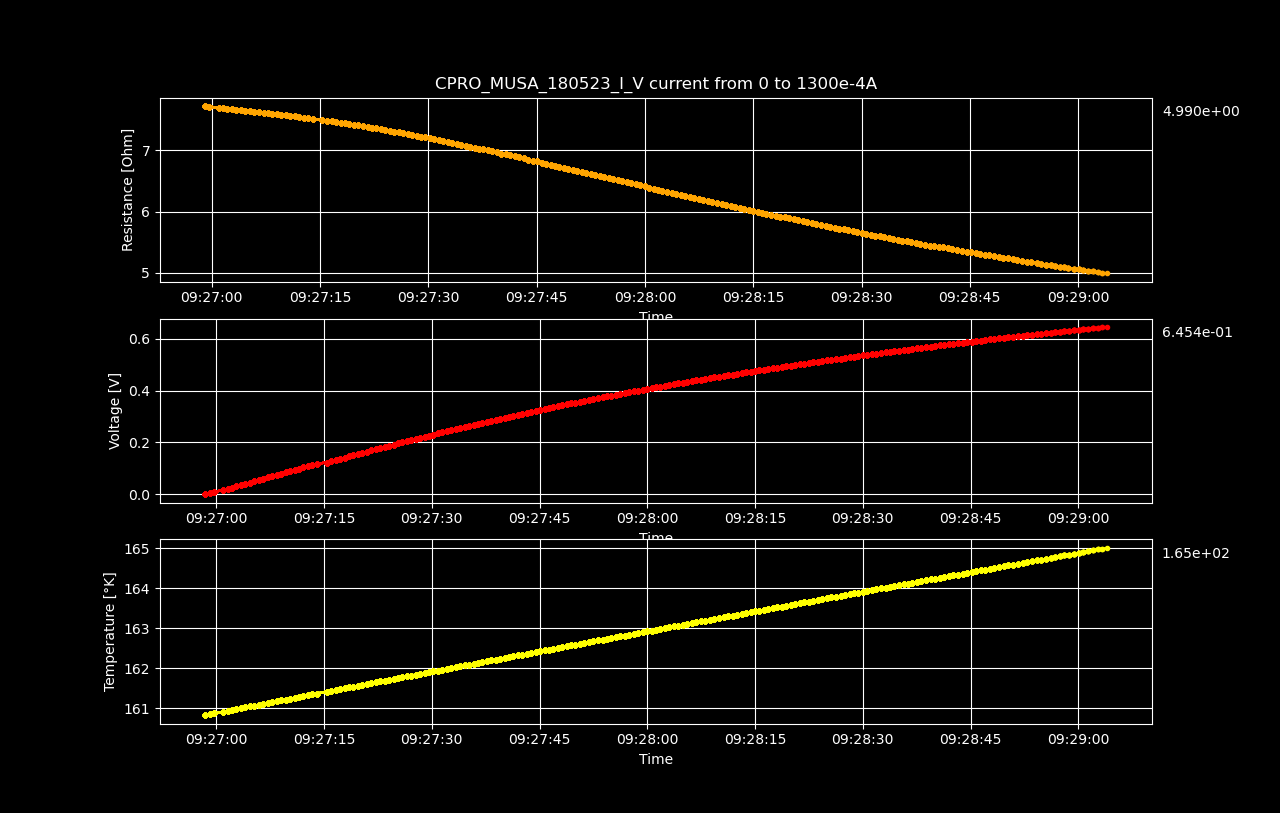 CPRO_MUSA_180523_I_V current from 0 to 1300e-4A
4.990e+00
Resistance [Ohm]
7
6
5
09:27:00 09:27:15 09:27:30 09:27:45 09:28:00 09:28:15 09:28:30 09:28:45 09:29:00
Time
6.454e-01
Voltage [V]
0.6
0.4
0.2
0.0
09:27:00 09:27:15 09:27:30 09:27:45 09:28:00 09:28:15 09:28:30 09:28:45 09:29:00
Time
1.65e+02
Temperature [°K]
165
164
163
162
161
09:27:00 09:27:15 09:27:30 09:27:45 09:28:00 09:28:15 09:28:30 09:28:45 09:29:00
Time